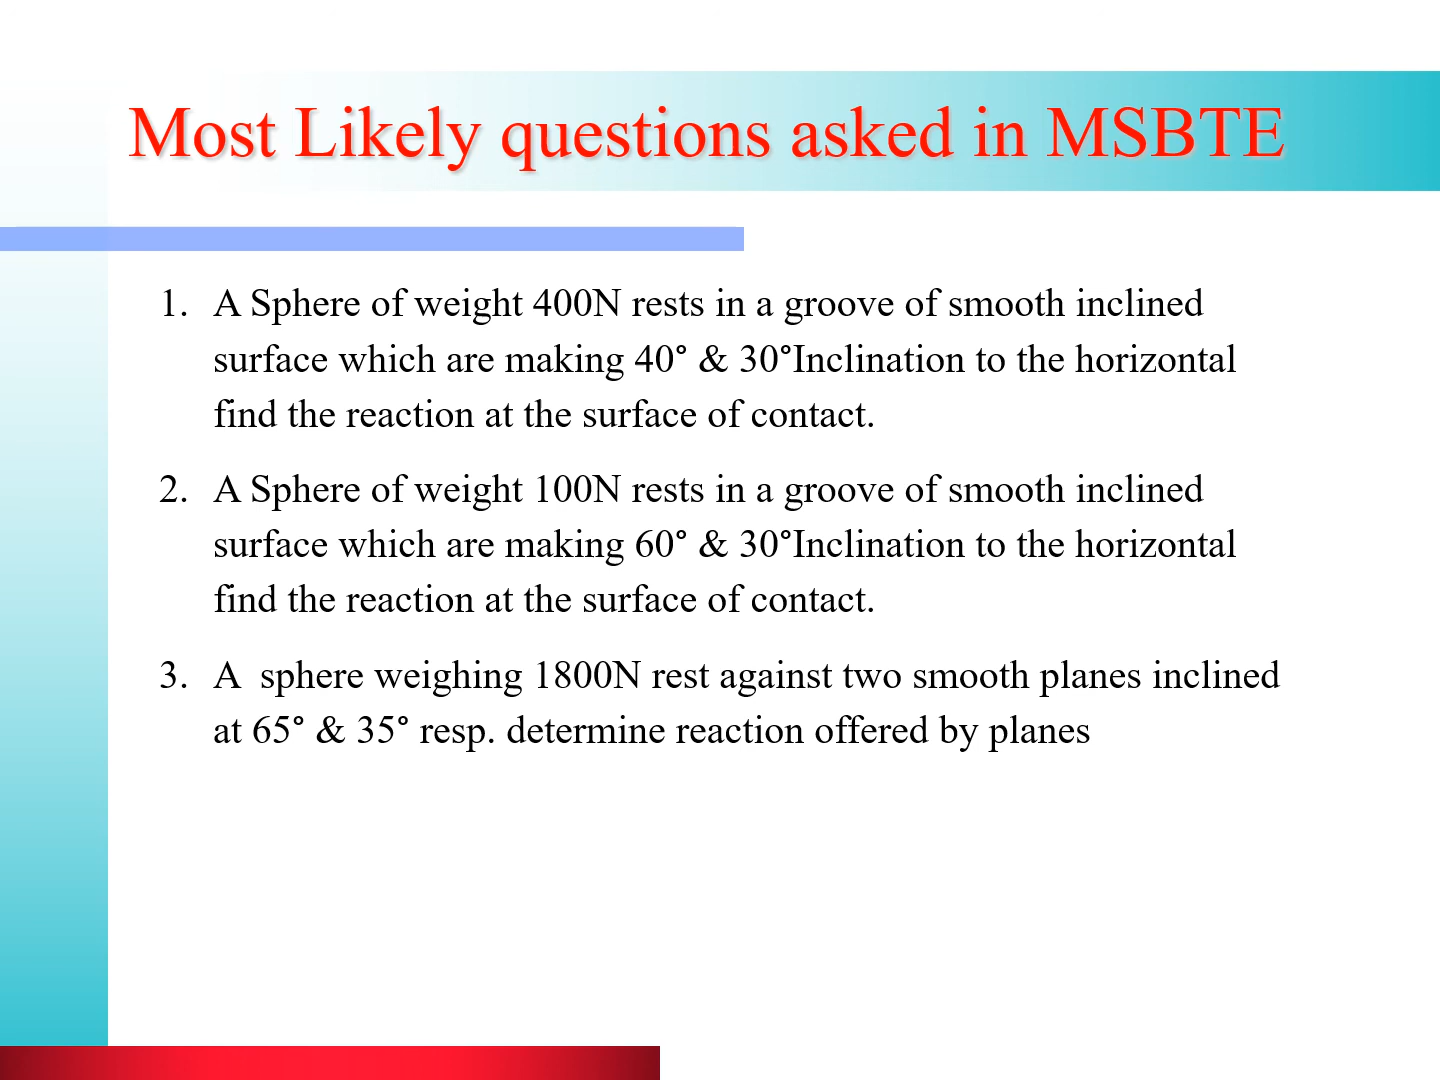 Most Likely questions asked in MSBTE
1. A Sphere of weight 400N rests in a groove of smooth inclined
surface which are making 40° & 30°Inclination to the horizontal
find the reaction at the surface of contact.
2. A Sphere of weight 100N rests in a groove of smooth inclined
surface which are making 60° & 30°Inclination to the horizontal
find the reaction at the surface of contact.
3. A  sphere weighing 1800N rest against two smooth planes inclined
at 65° & 35° resp. determine reaction offered by planes